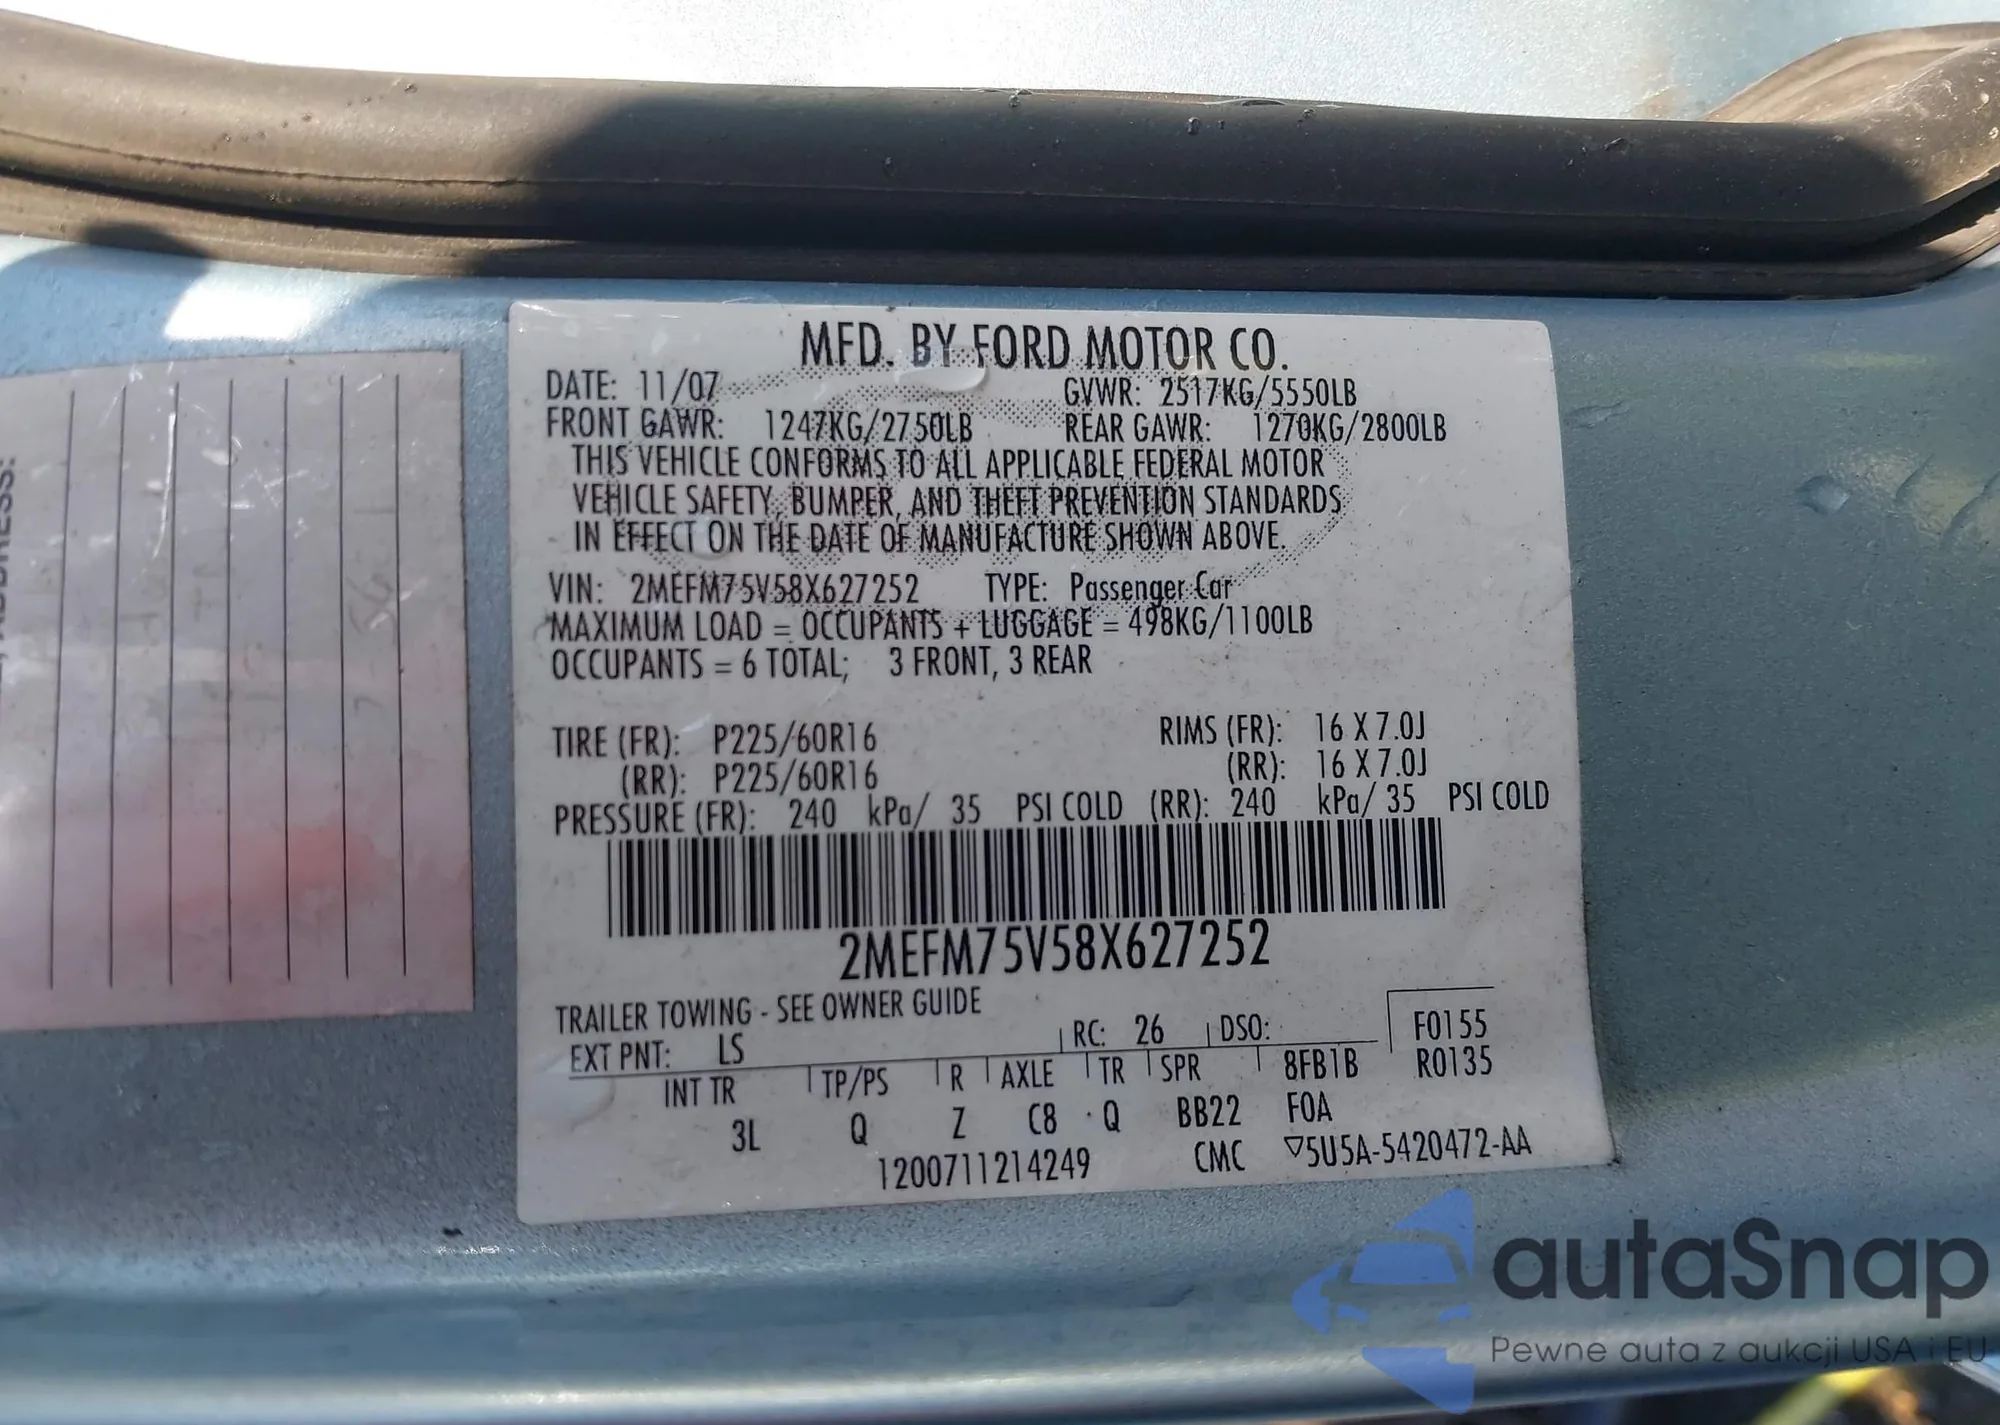 MFD. BY FORD MOTOR CO.
DATE: 11/07 GVWR: 2517KG/5550LB
FRONT GAWR: 1247KG/2750LB REAR GAWR: 1270KG/2800LB
THIS VEHICLE CONFORMS TO ALL APPLICABLE FEDERAL MOTOR
VEHICLE SAFETY, BUMPER, AND THEFT PREVENTION STANDARDS
IN EFFECT ON THE DATE OF MANUFACTURE SHOWN ABOVE.
VIN: 2MEFM75V58X627252 TYPE: Passenger Car
MAXIMUM LOAD = OCCUPANTS + LUGGAGE = 498KG/1100LB
OCCUPANTS = 6 TOTAL; 3 FRONT, 3 REAR
TIRE (FR): P225/60R16 RIMS (FR): 16 X 7.0J
(RR): P225/60R16 (RR): 16 X 7.0J
PRESSURE (FR): 240 kPa/ 35 PSI COLD (RR): 240 kPa/ 35 PSI COLD
2MEFM75V58X627252
TRAILER TOWING - SEE OWNER GUIDE
EXT PNT: LS RC: 26 DSO: F0155
INT TR TP/PS R AXLE TR SPR 8FB1B R0135
3L Q Z C8 Q BB22 F0A
1200711214249 CMC ▽5U5A-5420472-AA
ADDRESS:
autaSnap
Pewne auta z aukcji USA i EU